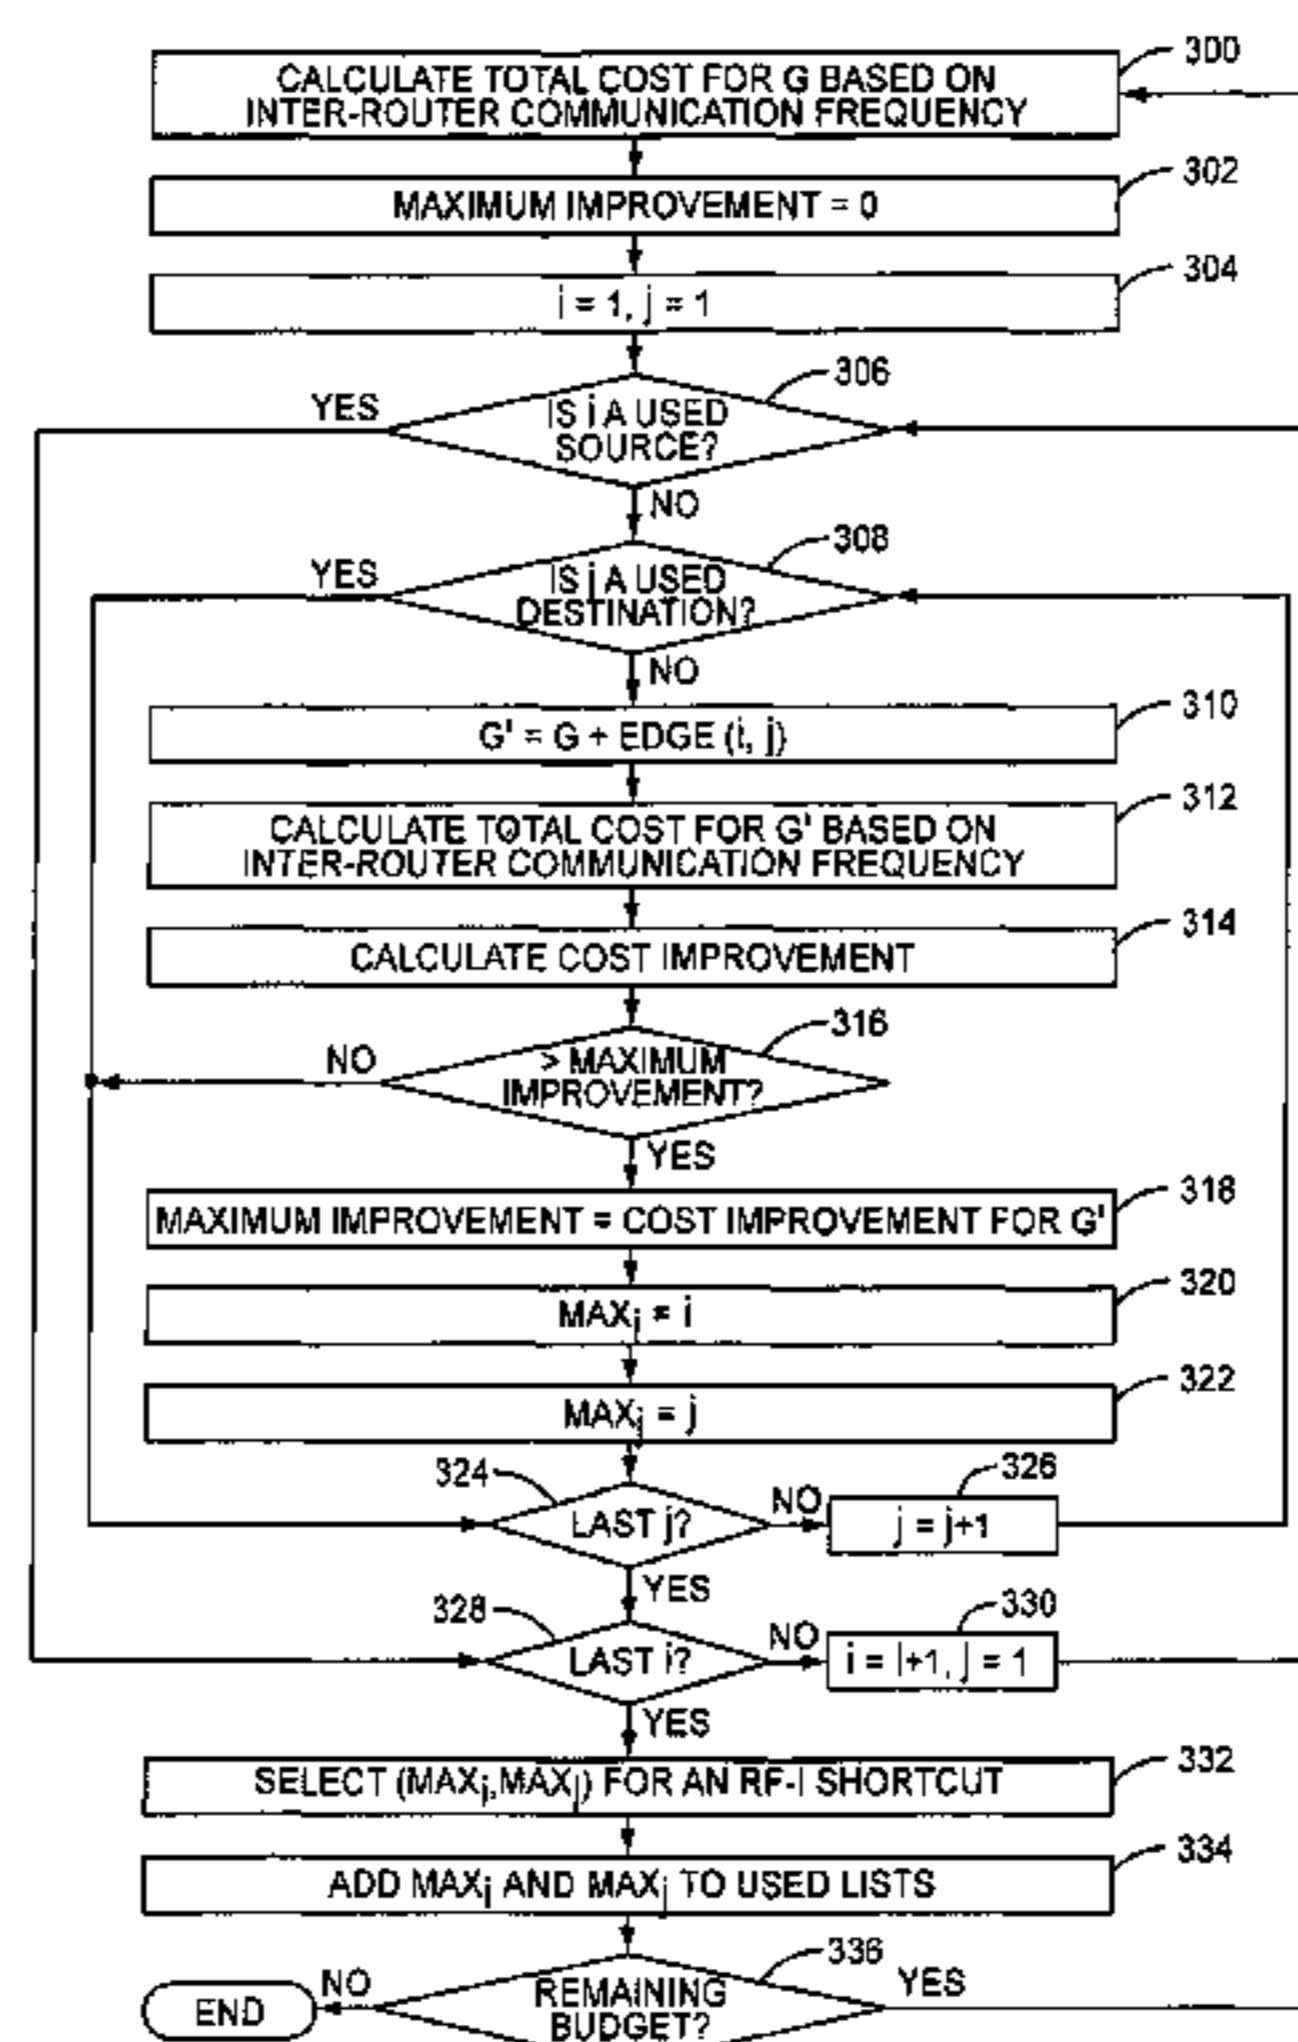 300
CALCULATE TOTAL COST FOR G BASED ON
INTER-ROUTER COMMUNICATION FREQUENCY
302
MAXIMUM IMPROVEMENT = 0
304
i = 1, j = 1
306
YES
IS i A USED
SOURCE?
NO
308
YES
IS j A USED
DESTINATION?
NO
310
G' = G + EDGE (i, j)
312
CALCULATE TOTAL COST FOR G' BASED ON
INTER-ROUTER COMMUNICATION FREQUENCY
314
CALCULATE COST IMPROVEMENT
316
NO
> MAXIMUM
IMPROVEMENT?
YES
318
MAXIMUM IMPROVEMENT = COST IMPROVEMENT FOR G'
320
MAXi = i
322
MAXj = j
324
LAST j?
NO
326
j = j+1
YES
328
LAST i?
NO
330
i = i+1, j = 1
YES
332
SELECT (MAXi,MAXj) FOR AN RF-I SHORTCUT
334
ADD MAXi AND MAXj TO USED LISTS
336
REMAINING
BUDGET?
NO
END
YES